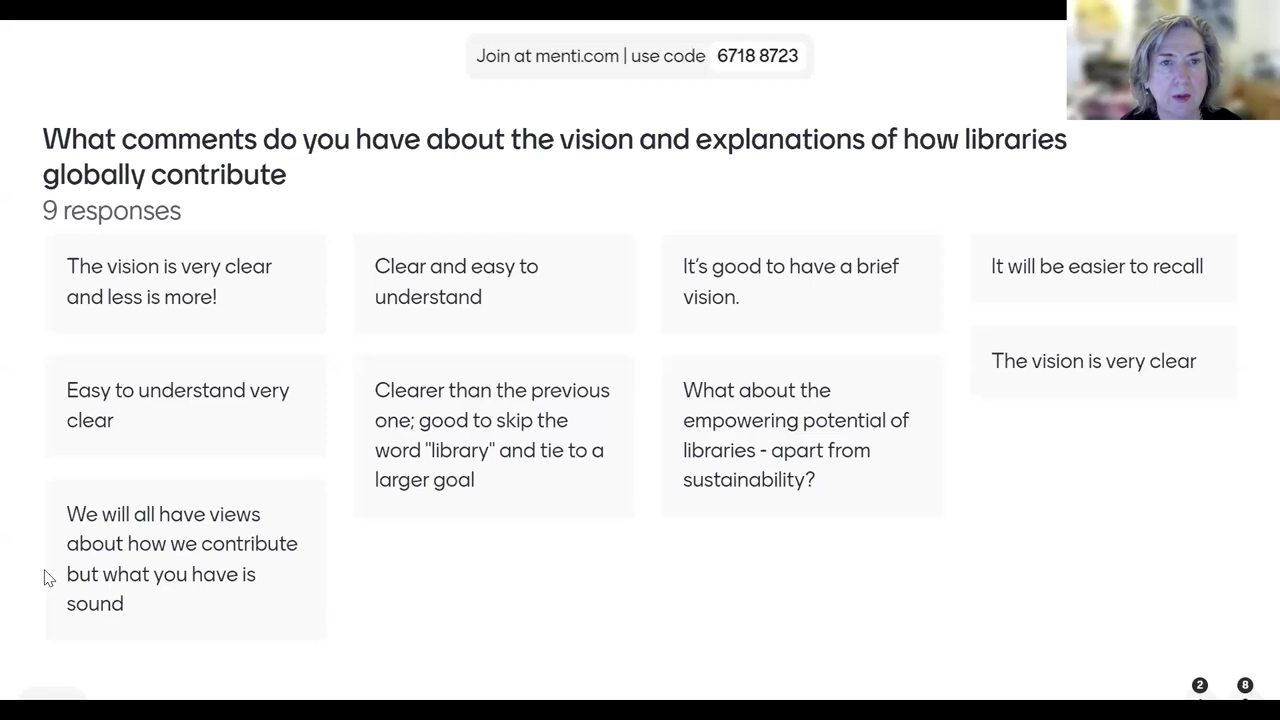 Join at menti.com | use code 6718 8723
What comments do you have about the vision and explanations of how libraries
globally contribute
9 responses
The vision is very clear
and less is more!
Easy to understand very
clear
We will all have views
about how we contribute
but what you have is
sound
Clear and easy to
understand
Clearer than the previous
one; good to skip the
word "library" and tie to a
larger goal
It's good to have a brief
vision.
What about the
empowering potential of
libraries - apart from
sustainability?
It will be easier to recall
The vision is very clear
2
8